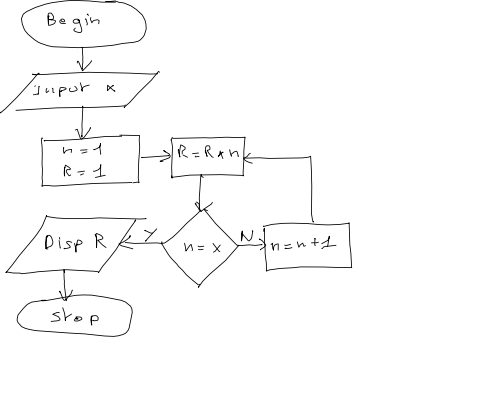 Begin
Input x
n = 1
R = 1
R = R * n
n = x
Y
N
n = n + 1
Disp R
Stop